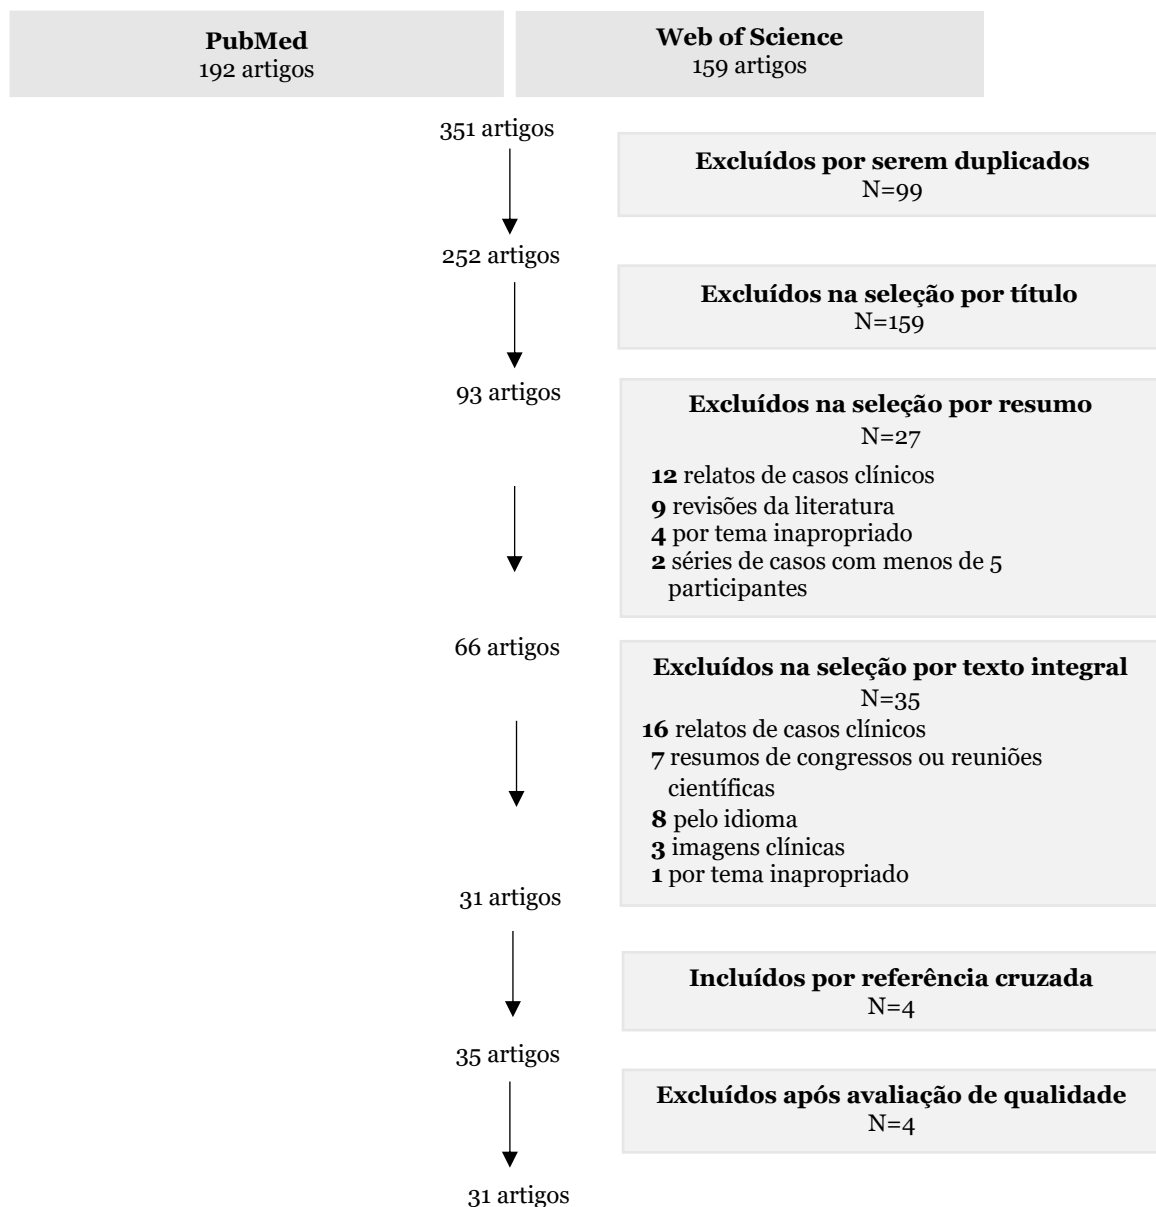 PubMed
192 artigos
Web of Science
159 artigos
351 artigos
Excluídos por serem duplicados
N=99
252 artigos
Excluídos na seleção por título
N=159
93 artigos
Excluídos na seleção por resumo
N=27
12 relatos de casos clínicos
9 revisões da literatura
4 por tema inapropriado
2 séries de casos com menos de 5
participantes
66 artigos
Excluídos na seleção por texto integral
N=35
16 relatos de casos clínicos
7 resumos de congressos ou reuniões
científicas
8 pelo idioma
3 imagens clínicas
1 por tema inapropriado
31 artigos
Incluídos por referência cruzada
N=4
35 artigos
Excluídos após avaliação de qualidade
N=4
31 artigos